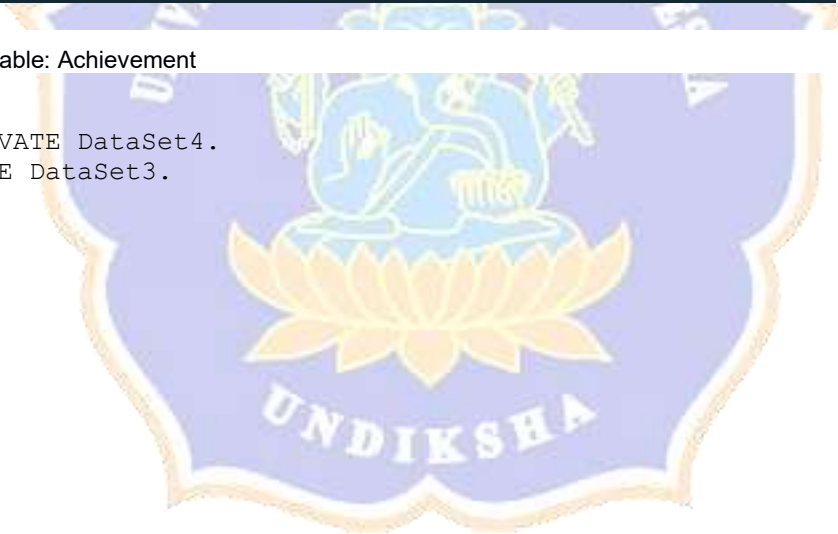 able: Achievement
VATE DataSet4.
E DataSet3.
UNDIKSHA